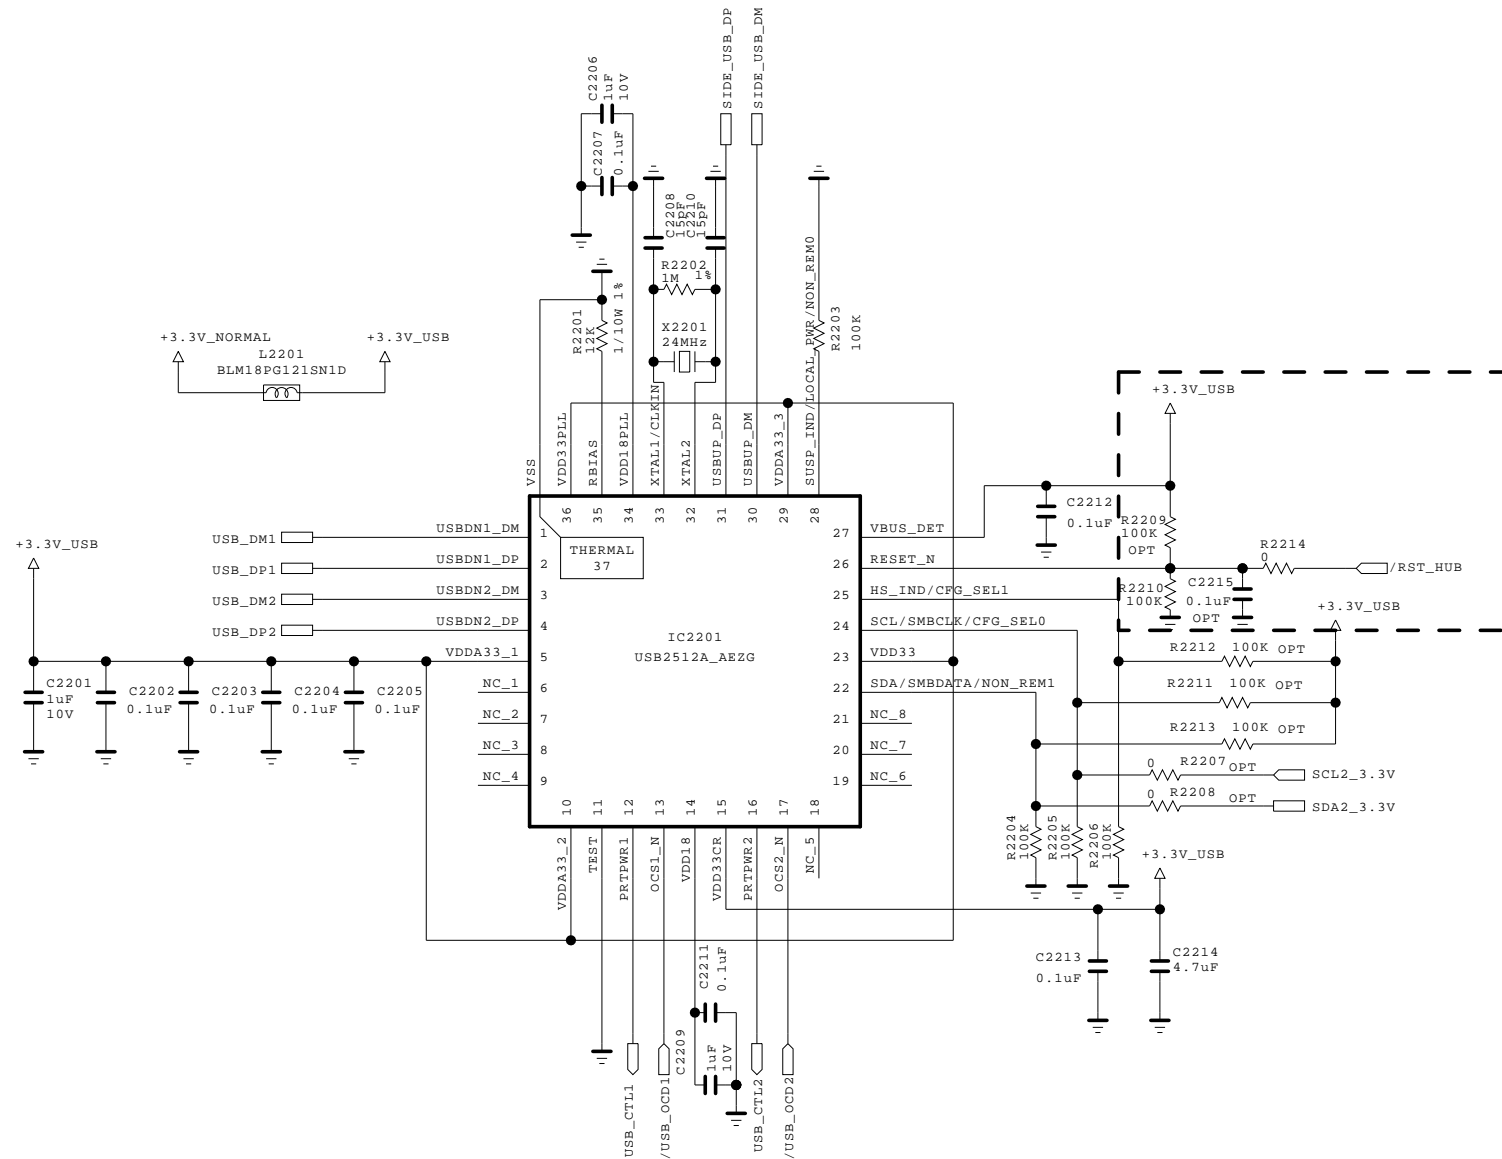 SIDE_USB_DP
SIDE_USB_DM
C2206
1uF
10V
C2207
0.1uF
C2208
15pF
C2210
15pF
R2202
1M 1%
X2201
24MHz
R2201
12K
1/10W 1%
R2203
100K
+3.3V_NORMAL
L2201
BLM18PG121SN1D
+3.3V_USB
VSS
VDD33PLL
RBIAS
VDD18PLL
XTAL1/CLKIN
XTAL2
USBUP_DP
USBUP_DM
VDDA33_3
SUSP_IND/LOCAL_PWR/NON_REM0
36
35
34
33
32
31
30
29
28
THERMAL
37
IC2201
USB2512A_AEZG
USB_DM1
USBDN1_DM
1
USB_DP1
USBDN1_DP
2
USB_DM2
USBDN2_DM
3
USB_DP2
USBDN2_DP
4
VDDA33_1
5
NC_1
6
NC_2
7
NC_3
8
NC_4
9
+3.3V_USB
C2201
1uF
10V
C2202
0.1uF
C2203
0.1uF
C2204
0.1uF
C2205
0.1uF
27
VBUS_DET
26
RESET_N
25
HS_IND/CFG_SEL1
24
SCL/SMBCLK/CFG_SEL0
23
VDD33
22
SDA/SMBDATA/NON_REM1
21
NC_8
20
NC_7
19
NC_6
10
11
12
13
14
15
16
17
18
VDDA33_2
TEST
PRTPWR1
OCS1_N
VDD18
VDD33CR
PRTPWR2
OCS2_N
NC_5
+3.3V_USB
C2212
0.1uF
R2209
100K
OPT
R2214
0
/RST_HUB
R2210
100K
OPT
C2215
0.1uF
+3.3V_USB
R2212 100K OPT
R2211 100K OPT
R2213 100K OPT
0 R2207 OPT
SCL2_3.3V
0 R2208 OPT
SDA2_3.3V
R2204
100K
R2205
100K
R2206
100K
+3.3V_USB
C2213
0.1uF
C2214
4.7uF
C2211
0.1uF
C2209
1uF
10V
USB_CTL1
/USB_OCD1
USB_CTL2
/USB_OCD2